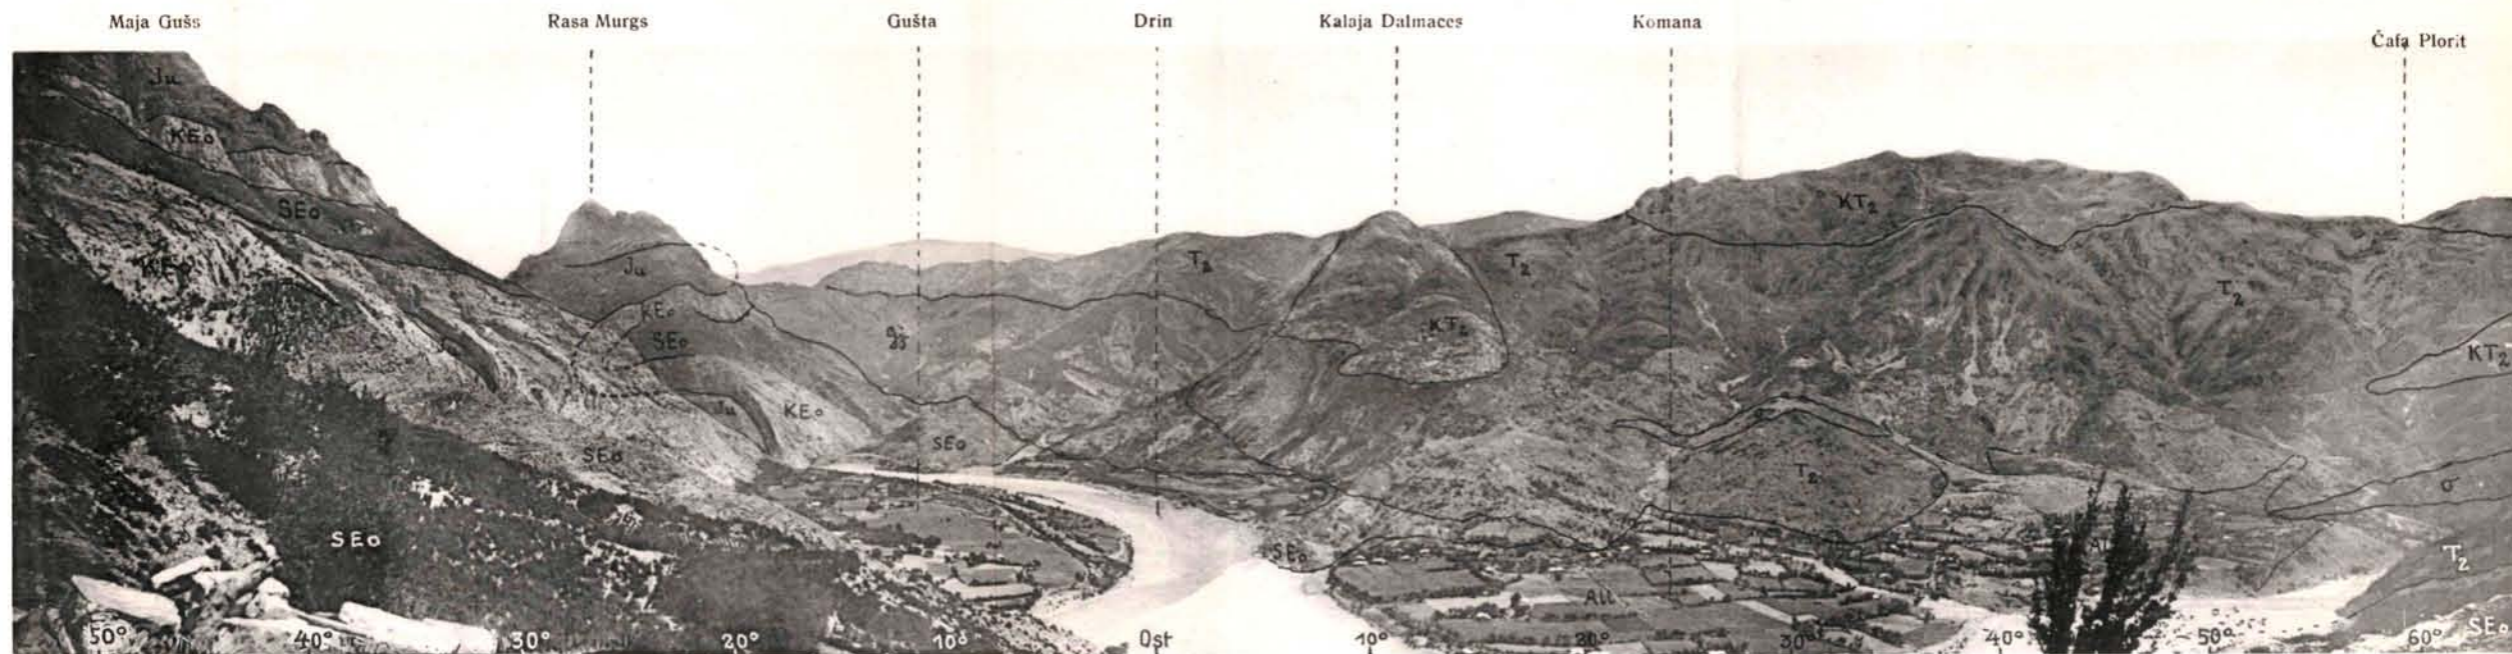 Maja Gušs Rasa Murgs Gušta Drin Kalaja Dalmaces Komana
Čafa Plorit
Ju
KEo
SEo
KEo
Ju
KEo
SEo
Ju
KEo
SEo
SEo
SEo
T2
KT2
T2
KT2
T2
KT2
T2
SEo
All
σ
T2
SEo
50° 40° 30° 20° 10° Ost 10° 20° 30° 40° 50° 60°